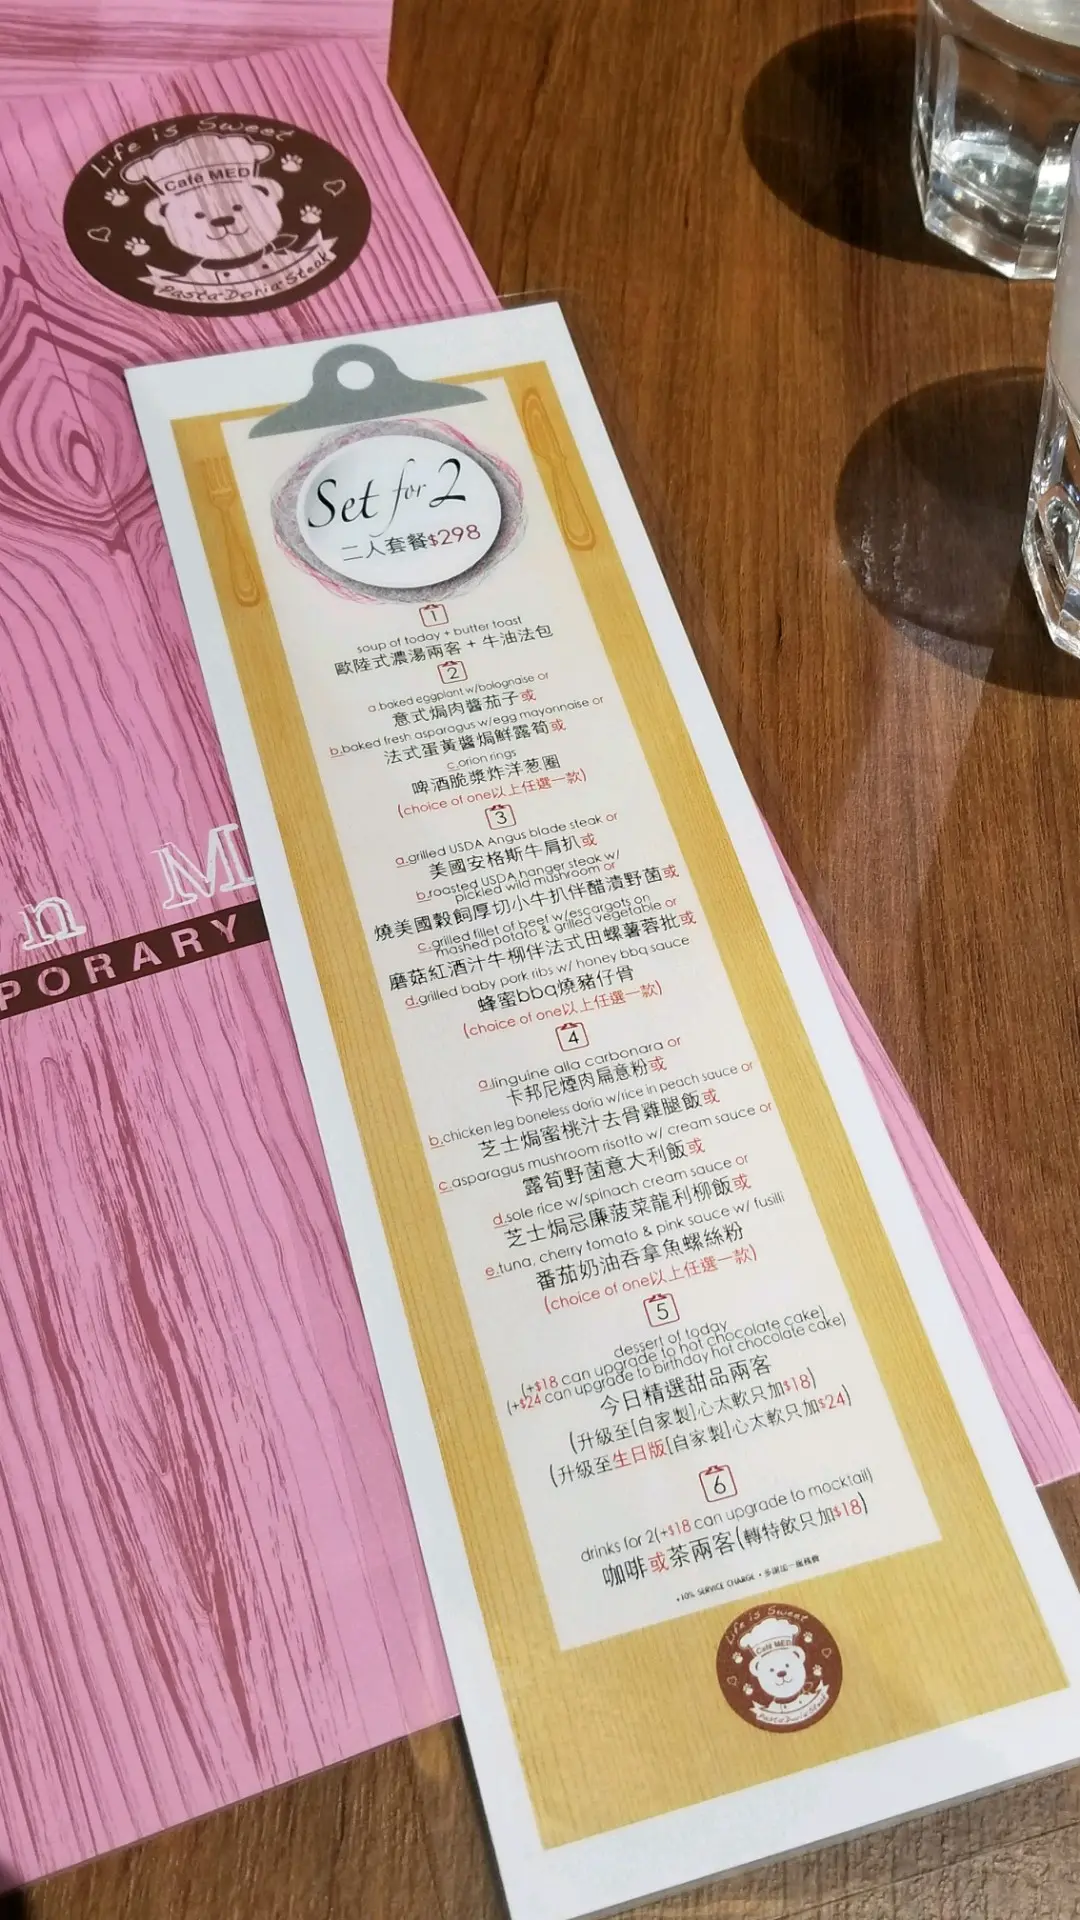 Life is Sweet
Café MED
Pasta·Doria·Steak
n M
PORARY
Set for 2
二人套餐$298
1
soup of today + butter toast
歐陸式濃湯兩客 + 牛油法包
2
a.baked eggplant w/bolognaise or
意式焗肉醬茄子或
b.baked fresh asparagus w/egg mayonnaise or
法式蛋黃醬焗鮮露筍或
c.orion rings
啤酒脆漿炸洋葱圈
(choice of one以上任選一款)
3
a.grilled USDA Angus blade steak or
美國安格斯牛肩扒或
b.roasted USDA hanger steak w/
pickled wild mushroom or
燒美國穀飼厚切小牛扒伴醋漬野菌或
c.grilled fillet of beef w/escargots on
mashed potato & grilled vegetable or
磨菇紅酒汁牛柳伴法式田螺薯蓉批或
d.grilled baby pork ribs w/ honey bbq sauce
蜂蜜bbq燒豬仔骨
(choice of one以上任選一款)
4
a.linguine alla carbonara or
卡邦尼煙肉扁意粉或
b.chicken leg boneless doria w/rice in peach sauce or
芝士焗蜜桃汁去骨雞腿飯或
c.asparagus mushroom risotto w/ cream sauce or
露筍野菌意大利飯或
d.sole rice w/spinach cream sauce or
芝士焗忌廉菠菜龍利柳飯或
e.tuna, cherry tomato & pink sauce w/ fusilli
番茄奶油吞拿魚螺絲粉
(choice of one以上任選一款)
5
dessert of today
(+$18 can upgrade to hot chocolate cake)
(+$24 can upgrade to birthday hot chocolate cake)
今日精選甜品兩客
(升級至[自家製]心太軟只加$18)
(升級至生日版[自家製]心太軟只加$24)
6
drinks for 2(+$18 can upgrade to mocktail)
咖啡或茶兩客(轉特飲只加$18)
+10% SERVICE CHARGE • 多謝加一服務費
Life is Sweet
Café MED
Pasta·Doria·Steak